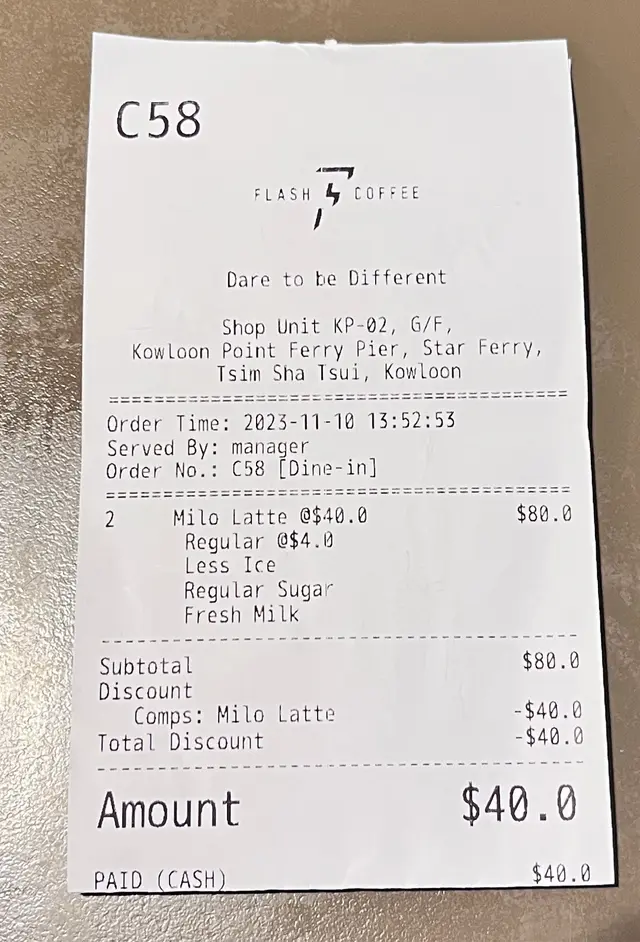 C58
FLASH COFFEE
Dare to be Different
Shop Unit KP-02, G/F,
Kowloon Point Ferry Pier, Star Ferry,
Tsim Sha Tsui, Kowloon
========================================
Order Time: 2023-11-10 13:52:53
Served By: manager
Order No.: C58 [Dine-in]
========================================
2 Milo Latte @$40.0 $80.0
Regular @$4.0
Less Ice
Regular Sugar
Fresh Milk
----------------------------------------
Subtotal $80.0
Discount
Comps: Milo Latte -$40.0
Total Discount -$40.0
----------------------------------------
Amount $40.0
PAID (CASH) $40.0